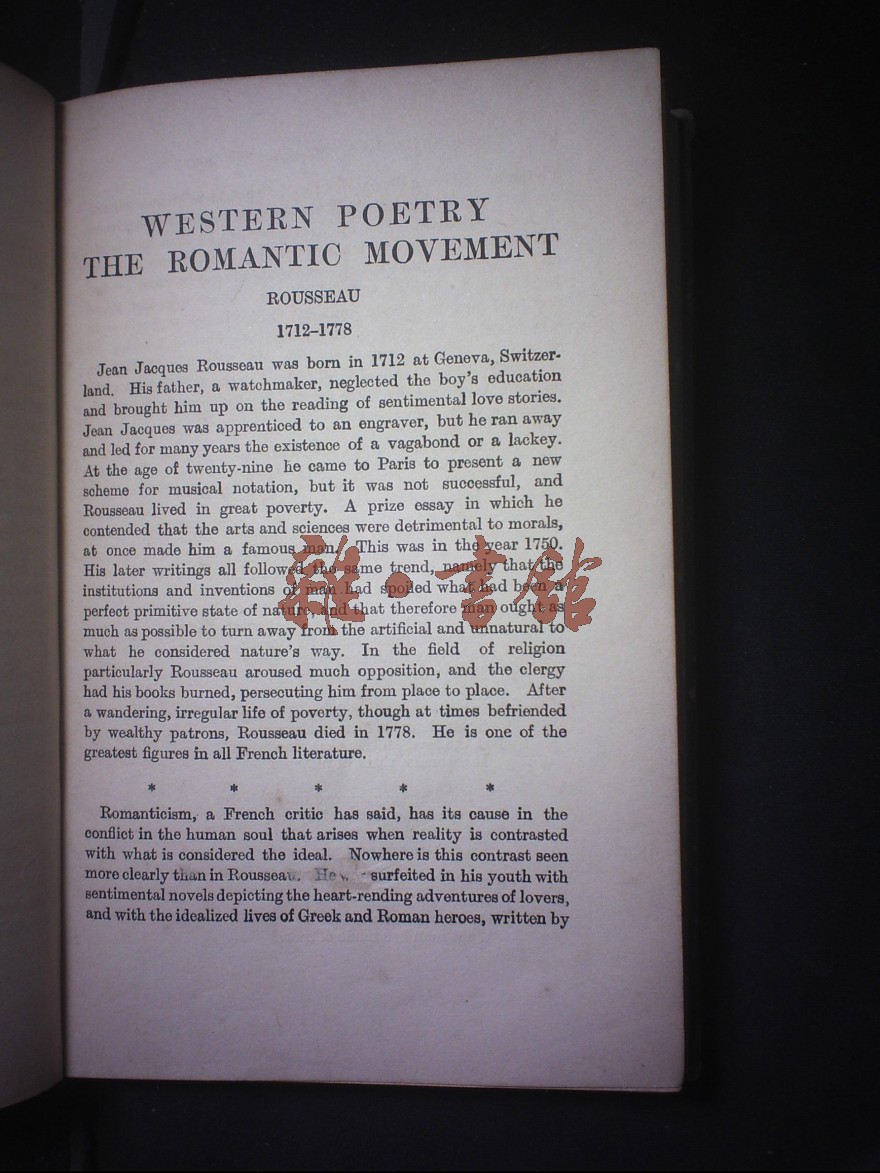 WESTERN POETRY
THE ROMANTIC MOVEMENT
ROUSSEAU
1712–1778
Jean Jacques Rousseau was born in 1712 at Geneva, Switzer-
land. His father, a watchmaker, neglected the boy's education
and brought him up on the reading of sentimental love stories.
Jean Jacques was apprenticed to an engraver, but he ran away
and led for many years the existence of a vagabond or a lackey.
At the age of twenty-nine he came to Paris to present a new
scheme for musical notation, but it was not successful, and
Rousseau lived in great poverty. A prize essay in which he
contended that the arts and sciences were detrimental to morals,
at once made him a famous man. This was in the year 1750.
His later writings all followed the same trend, namely that the
institutions and inventions of man had spoiled what had been a
perfect primitive state of nature, and that therefore man ought as
much as possible to turn away from the artificial and unnatural to
what he considered nature's way. In the field of religion
particularly Rousseau aroused much opposition, and the clergy
had his books burned, persecuting him from place to place. After
a wandering, irregular life of poverty, though at times befriended
by wealthy patrons, Rousseau died in 1778. He is one of the
greatest figures in all French literature.
* * * * *
Romanticism, a French critic has said, has its cause in the
conflict in the human soul that arises when reality is contrasted
with what is considered the ideal. Nowhere is this contrast seen
more clearly than in Rousseau. He surfeited in his youth with
sentimental novels depicting the heart-rending adventures of lovers,
and with the idealized lives of Greek and Roman heroes, written by
雜·書館